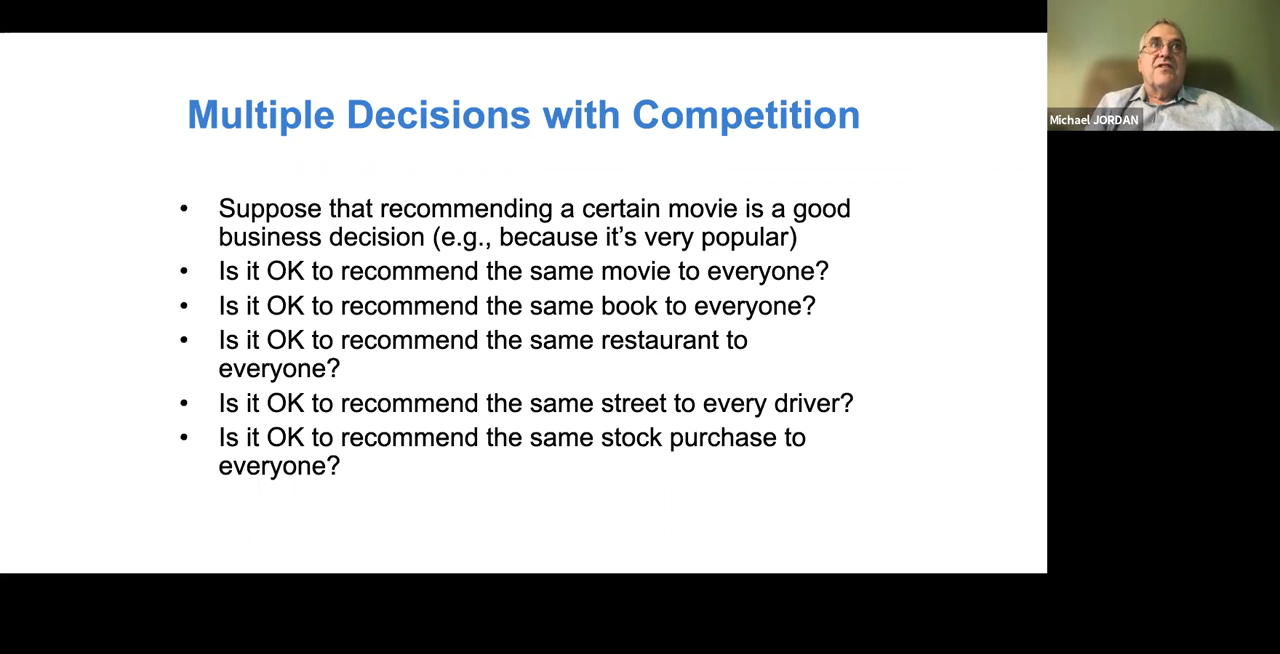 Multiple Decisions with Competition
• Suppose that recommending a certain movie is a good
business decision (e.g., because it’s very popular)
• Is it OK to recommend the same movie to everyone?
• Is it OK to recommend the same book to everyone?
• Is it OK to recommend the same restaurant to
everyone?
• Is it OK to recommend the same street to every driver?
• Is it OK to recommend the same stock purchase to
everyone?
Michael JORDAN